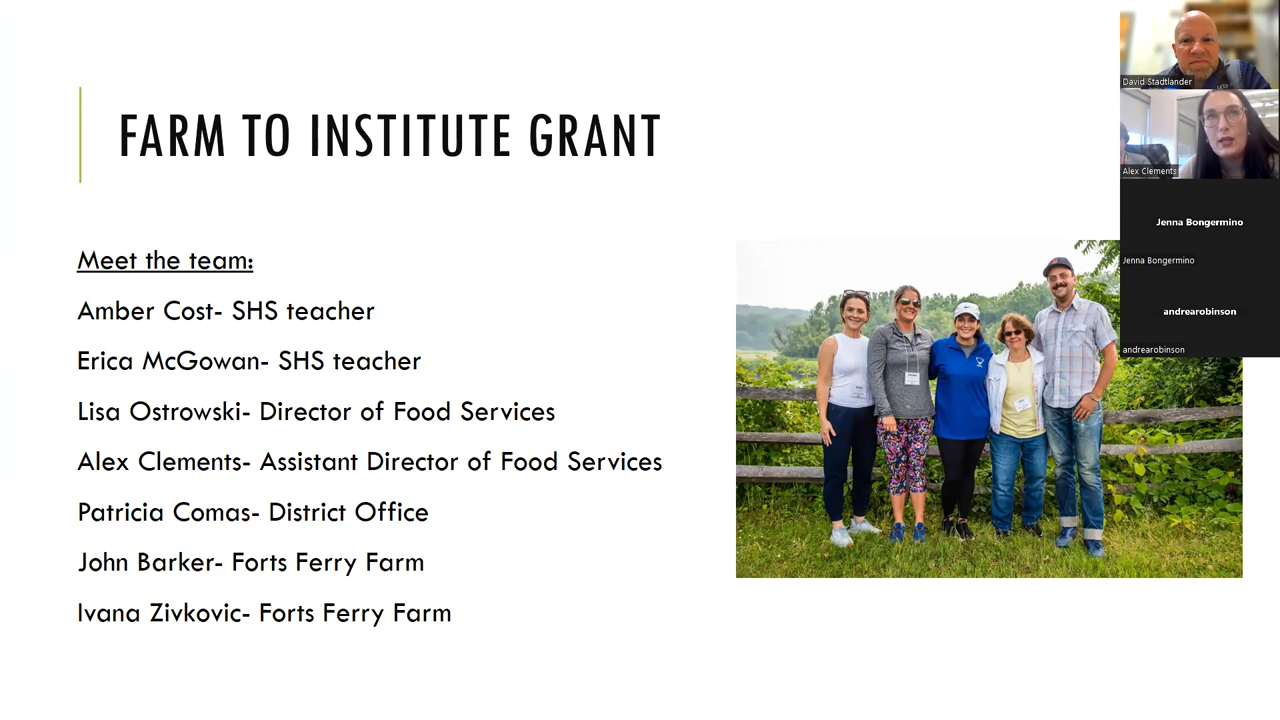 FARM TO INSTITUTE GRANT
Meet the team:
Amber Cost- SHS teacher
Erica McGowan- SHS teacher
Lisa Ostrowski- Director of Food Services
Alex Clements- Assistant Director of Food Services
Patricia Comas- District Office
John Barker- Forts Ferry Farm
Ivana Zivkovic- Forts Ferry Farm
David Stadtlander
Alex Clements
Jenna Bongermino
Jenna Bongermino
andrearobinson
andrearobinson